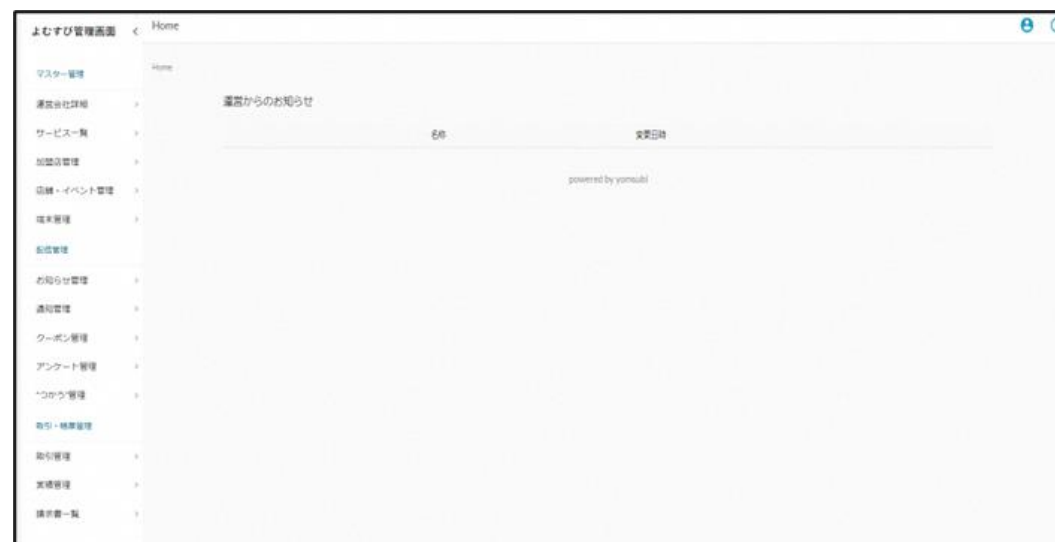 よむすび管理画面
Home
マスター管理
Home
運営会社詳細
運営からのお知らせ
サービス一覧
名称
変更日時
加盟店管理
店舗・イベント管理
powered by yomsubi
端末管理
配信管理
お知らせ管理
通知管理
クーポン管理
アンケート管理
"つかう"管理
取引・精算管理
取引管理
実績管理
請求書一覧